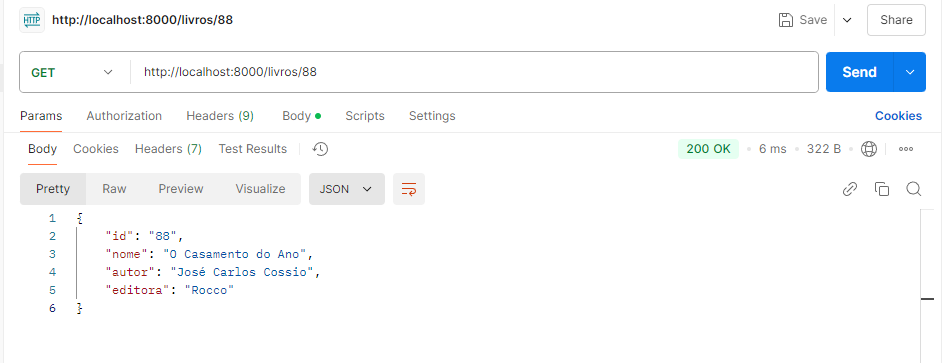 HTTP http://localhost:8000/livros/88 Save Share
GET http://localhost:8000/livros/88 Send
Params Authorization Headers (9) Body Scripts Settings Cookies
Body Cookies Headers (7) Test Results 200 OK 6 ms 322 B
Pretty Raw Preview Visualize JSON
1 {
2 "id": "88",
3 "nome": "O Casamento do Ano",
4 "autor": "José Carlos Cossio",
5 "editora": "Rocco"
6 }